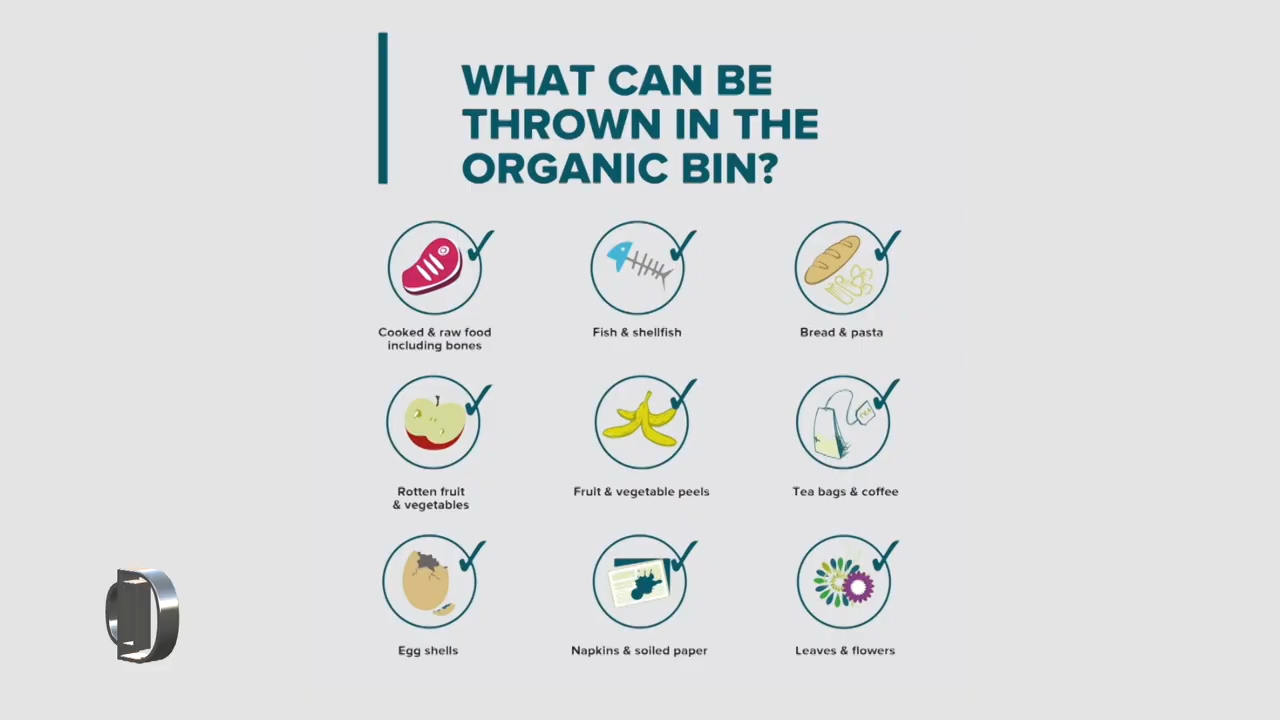 WHAT CAN BE
THROWN IN THE
ORGANIC BIN?
Cooked & raw food
including bones
Fish & shellfish
Bread & pasta
TEA
Rotten fruit
& vegetables
Fruit & vegetable peels
Tea bags & coffee
Egg shells
Napkins & soiled paper
Leaves & flowers